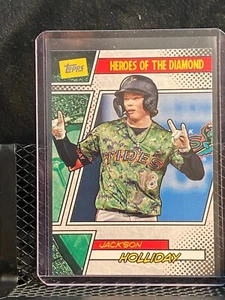 Topps
HEROES OF THE DIAMOND
TIDES
JACKSON
HOLLIDAY